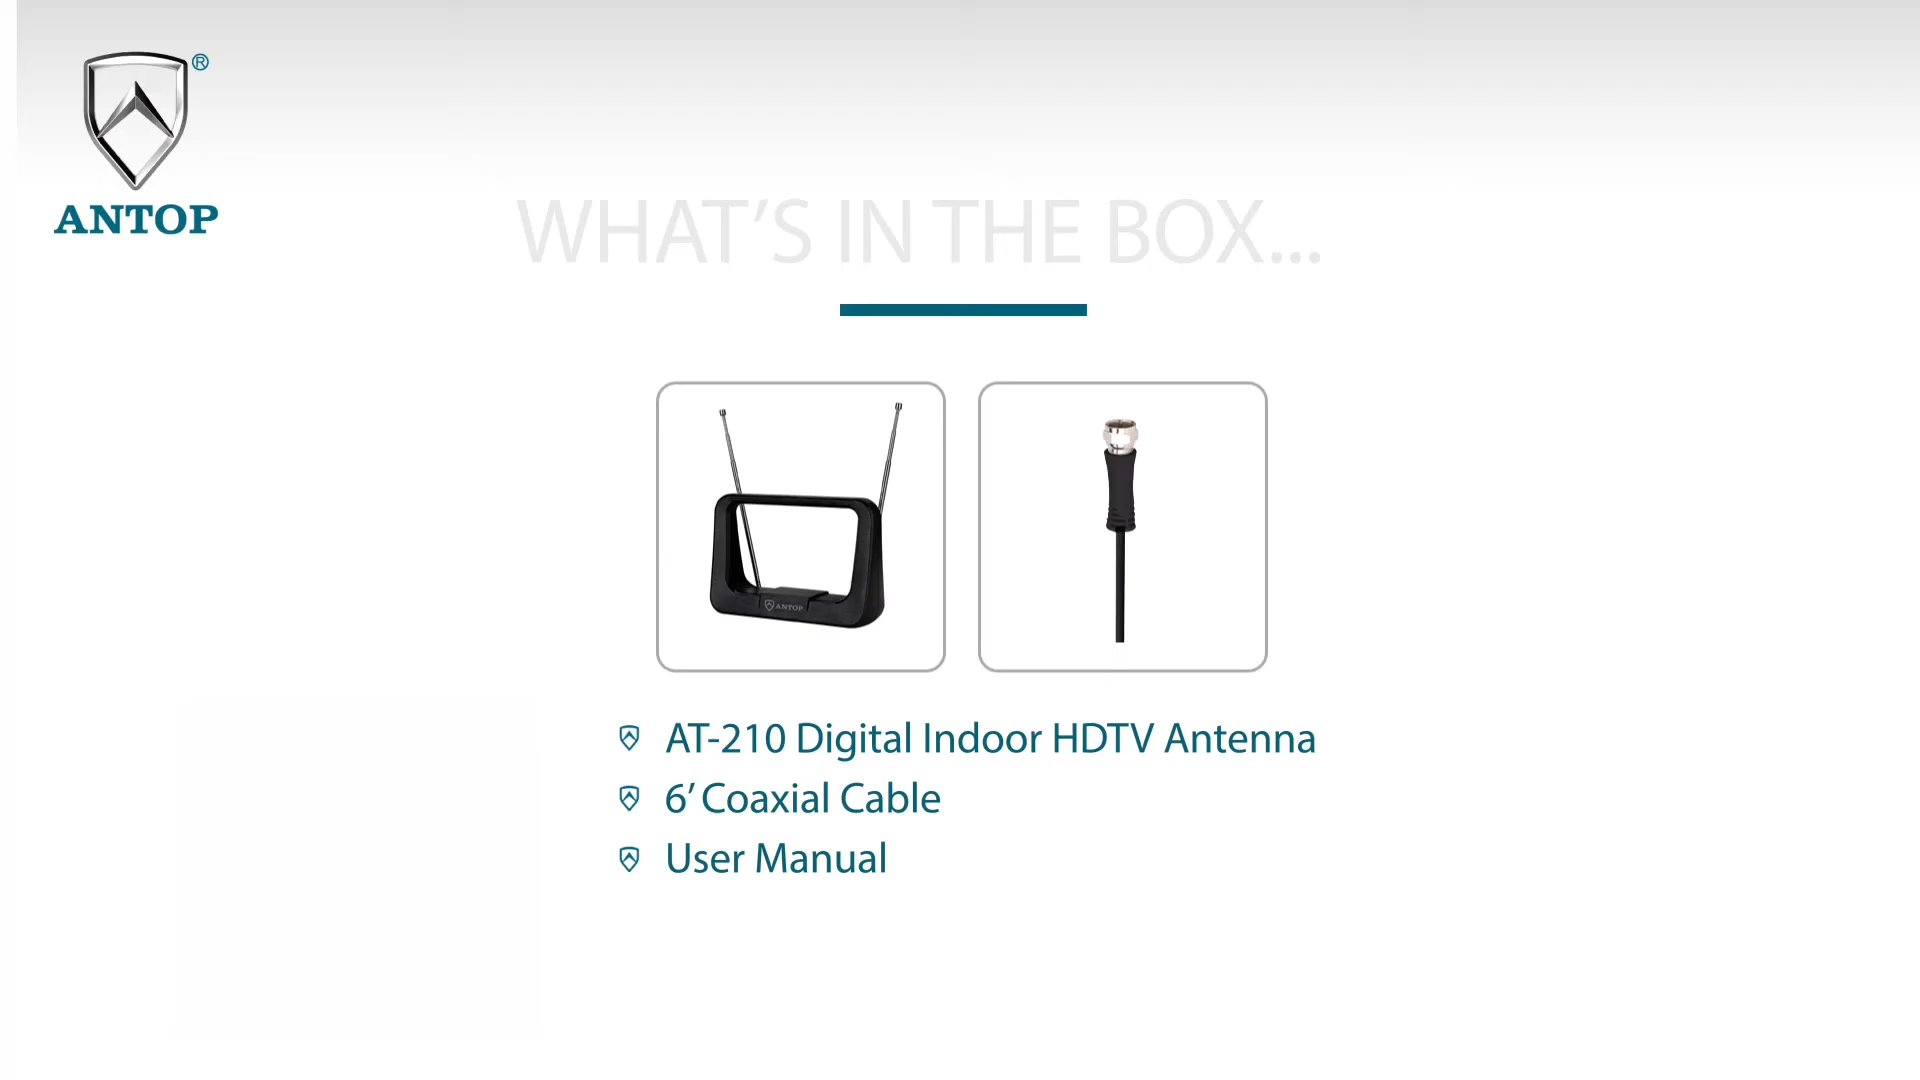 ®
ANTOP
WHAT’S IN THE BOX...
ANTOP
AT-210 Digital Indoor HDTV Antenna
6’ Coaxial Cable
User Manual